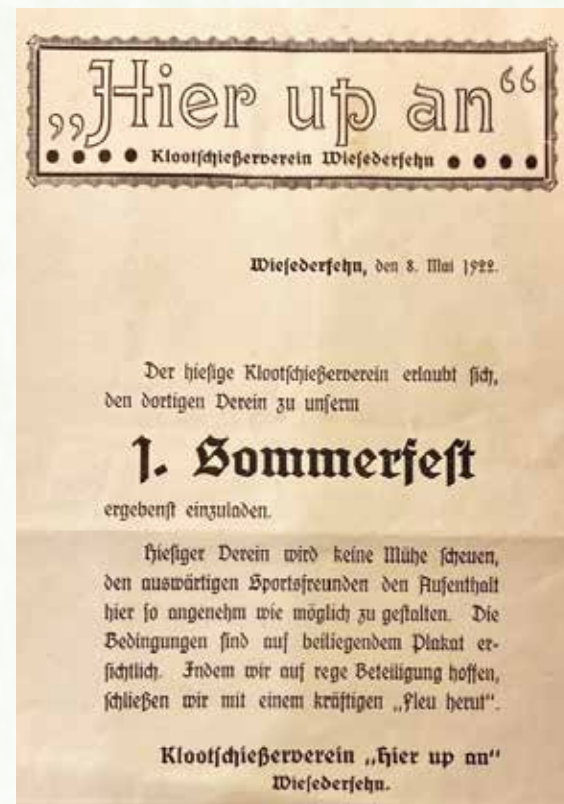 „Hier up an“
Klootschießerverein Wiesederfehn
Wiesederfehn, den 8. Mai 1922.
Der hiesige Klootschießerverein erlaubt sich,
den dortigen Verein zu unserm
1. Sommerfest
ergebenst einzuladen.
Hiesiger Verein wird keine Mühe scheuen,
den auswärtigen Sportsfreunden den Aufenthalt
hier so angenehm wie möglich zu gestalten. Die
Bedingungen sind auf beiliegendem Plakat er-
sichtlich. Indem wir auf rege Beteiligung hoffen,
schließen wir mit einem kräftigen „Fleu herut“.
Klootschießerverein „Hier up an“
Wiesederfehn.